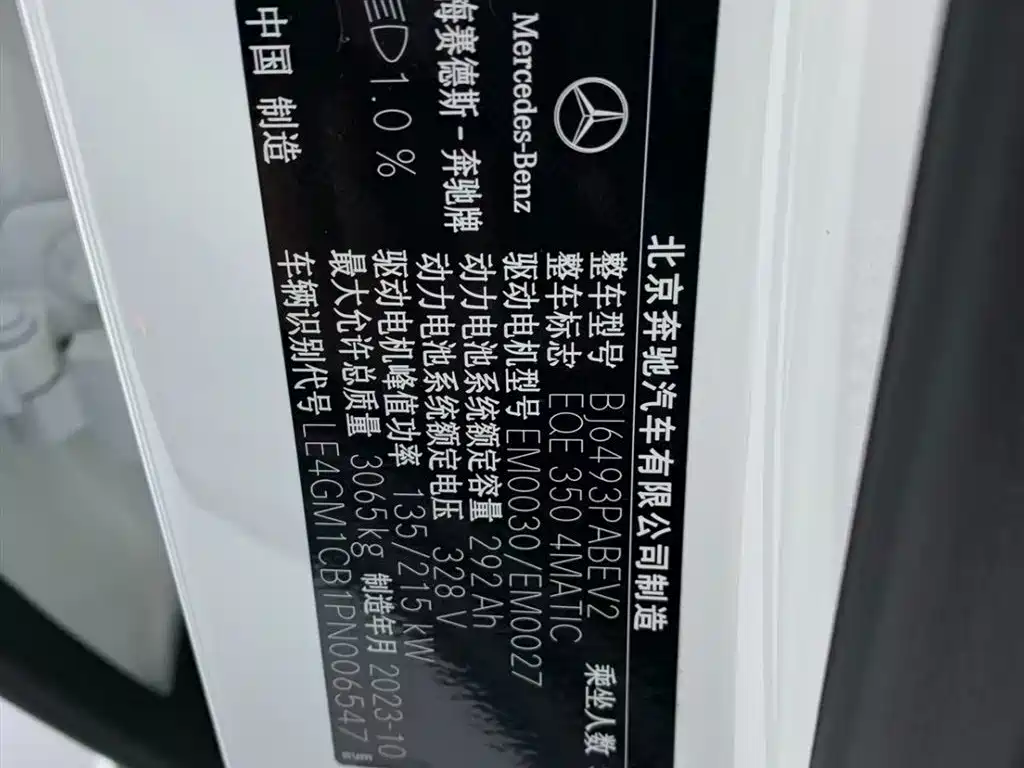 北京奔驰汽车有限公司制造
Mercedes-Benz
海赛德斯-奔驰牌
1.0 %
中国 制造
整车型号 BJ6493PABEV2 乘坐人数
整车标志 EQE 350 4MATIC
驱动电机型号 EM0030/EM0027
动力电池系统额定容量 292Ah
动力电池系统额定电压 328V
驱动电机峰值功率 135/215kW
最大允许总质量 3065kg 制造年月 2023-10
车辆识别代号 LE4GM1CB1PN006547